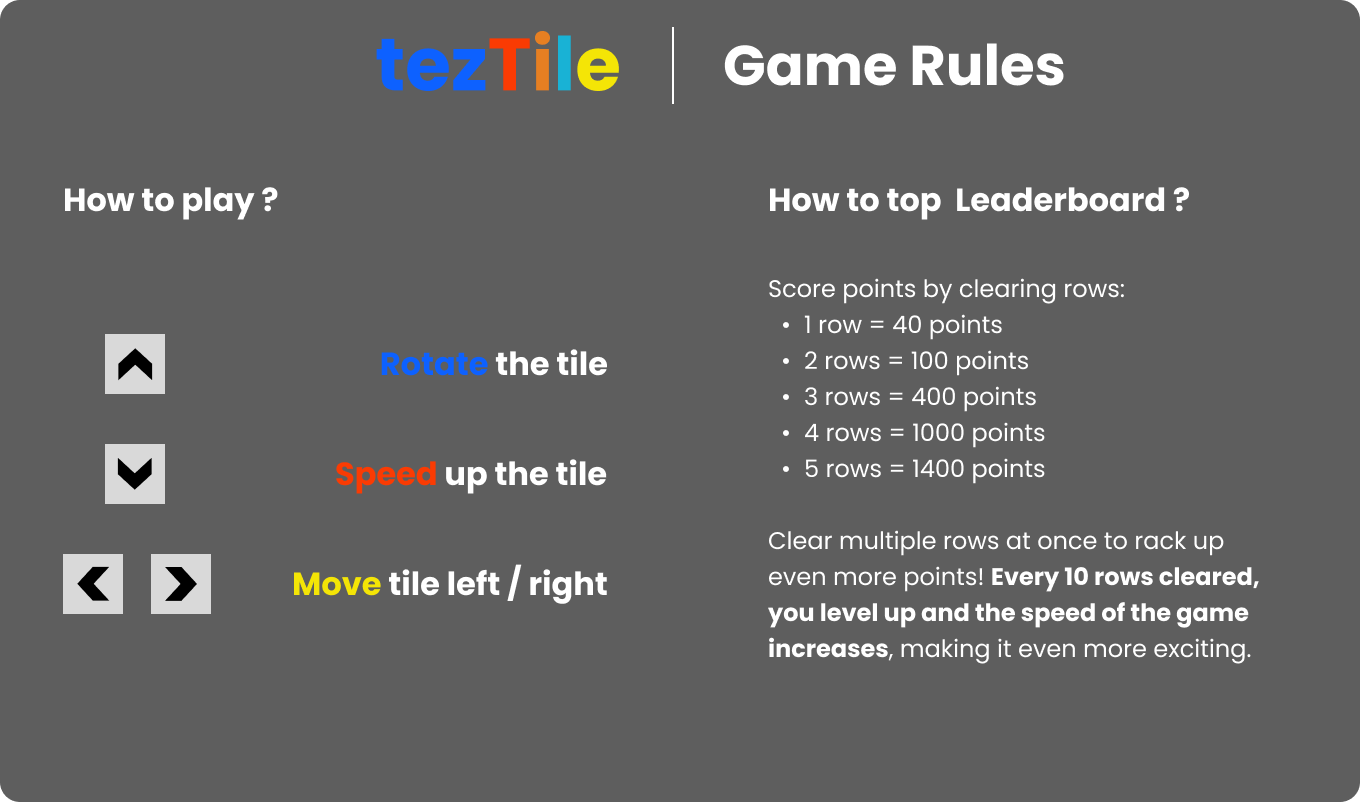 tezTile
Game Rules
How to play ?
Rotate the tile
Speed up the tile
Move tile left / right
How to top  Leaderboard ?
Score points by clearing rows:
• 1 row = 40 points
• 2 rows = 100 points
• 3 rows = 400 points
• 4 rows = 1000 points
• 5 rows = 1400 points
Clear multiple rows at once to rack up
even more points! Every 10 rows cleared,
you level up and the speed of the game
increases, making it even more exciting.